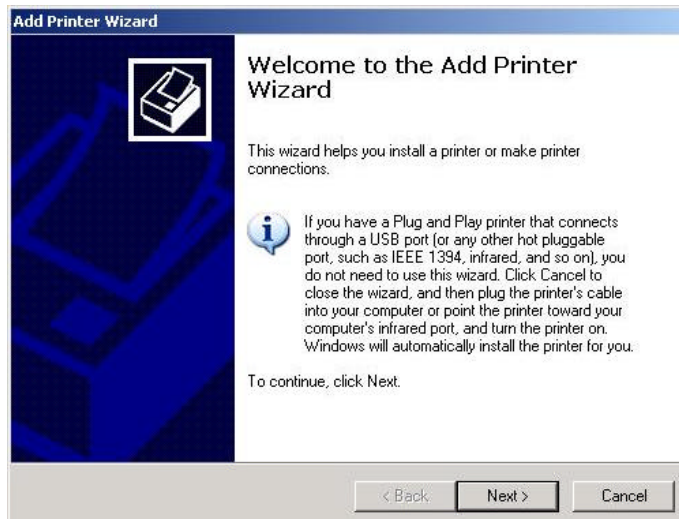 Add Printer Wizard
Welcome to the Add Printer
Wizard
This wizard helps you install a printer or make printer
connections.
If you have a Plug and Play printer that connects
through a USB port (or any other hot pluggable
port, such as IEEE 1394, infrared, and so on), you
do not need to use this wizard. Click Cancel to
close the wizard, and then plug the printer's cable
into your computer or point the printer toward your
computer's infrared port, and turn the printer on.
Windows will automatically install the printer for you.
To continue, click Next.
< Back Next > Cancel